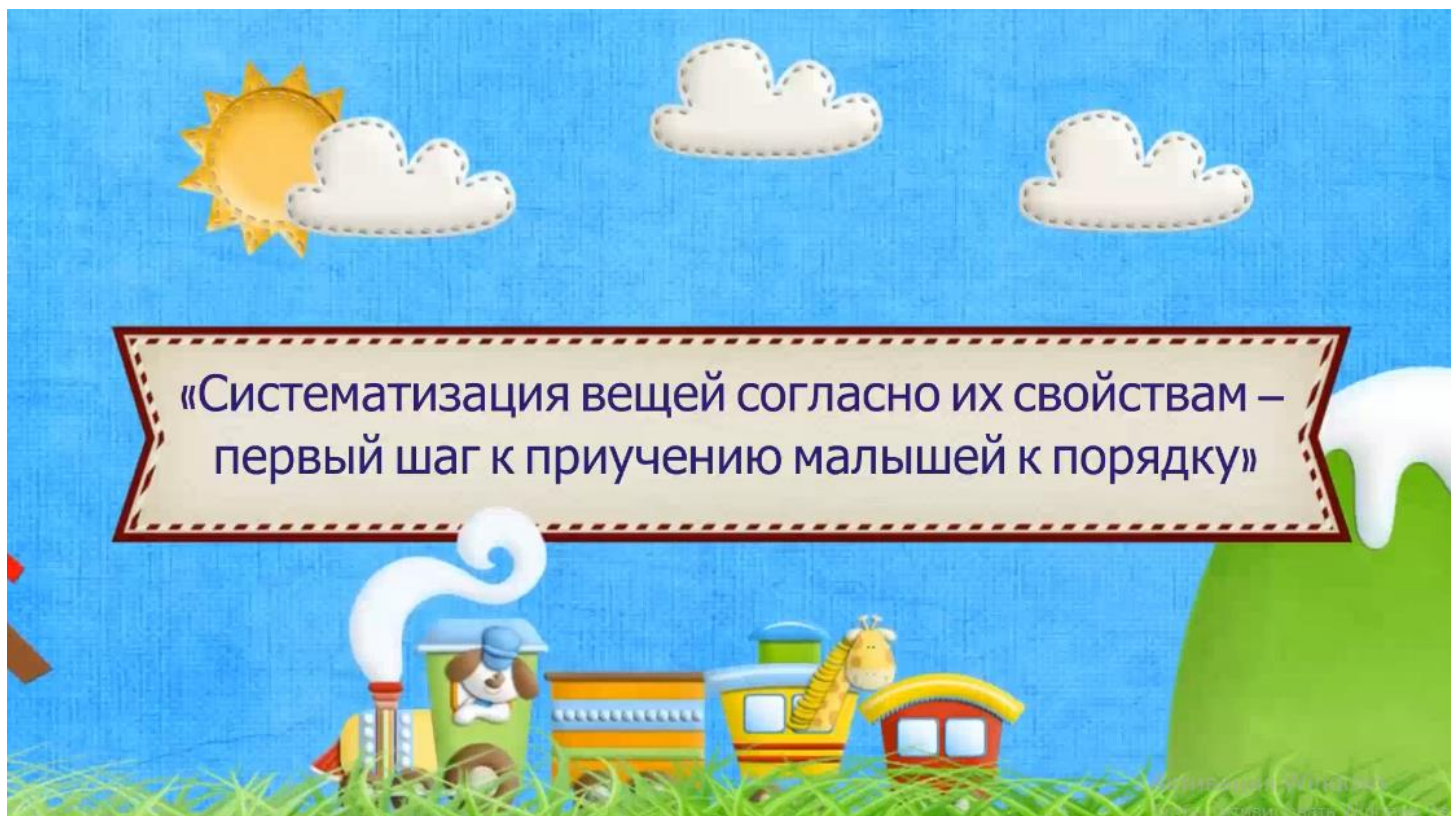 «Систематизация вещей согласно их свойствам –
первый шаг к приучению малышей к порядку»